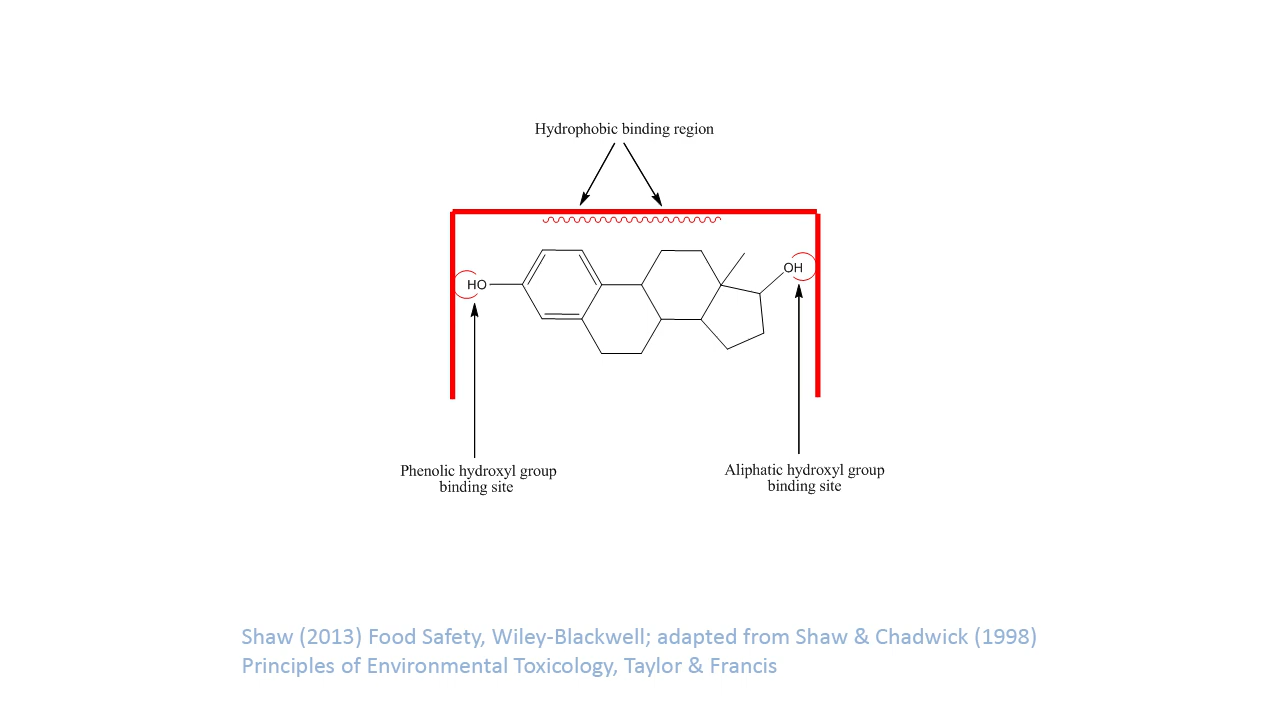 Hydrophobic binding region
HO
OH
Phenolic hydroxyl group
binding site
Aliphatic hydroxyl group
binding site
Shaw (2013) Food Safety, Wiley-Blackwell; adapted from Shaw & Chadwick (1998)
Principles of Environmental Toxicology, Taylor & Francis